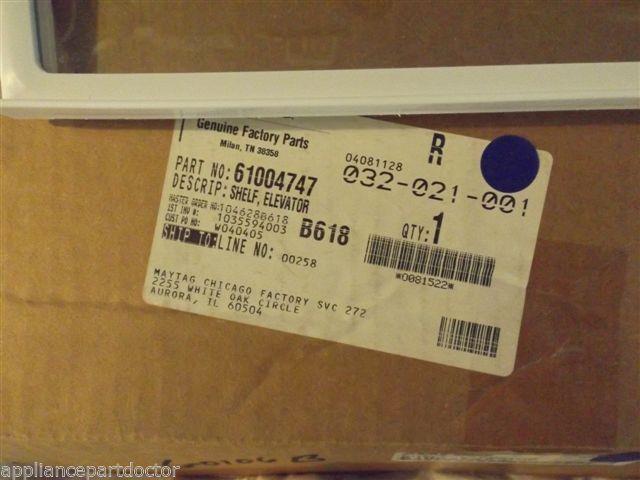 Genuine Factory Parts
Milan, TN 38358
R
04081128
032-021-001
PART NO: 61004747
DESCRIP: SHELF, ELEVATOR
MASTER ORDER NO: 104628B618
1ST INV #: 1035594003
CUST PO NO: W040405
B618
QTY: 1
SHIP TO: LINE NO: 00258
*0081522*
MAYTAG CHICAGO FACTORY SVC 272
2255 WHITE OAK CIRCLE
AURORA, IL 60504
appliancepartdoctor